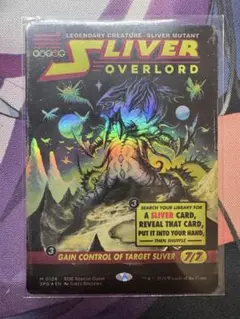 LEGENDARY CREATURE · SLIVER MUTANT
SLIVER
OVERLORD
3
SEARCH YOUR LIBRARY FOR
A SLIVER CARD,
REVEAL THAT CARD,
PUT IT INTO YOUR HAND,
THEN SHUFFLE
3
GAIN CONTROL OF TARGET SLIVER
7/7